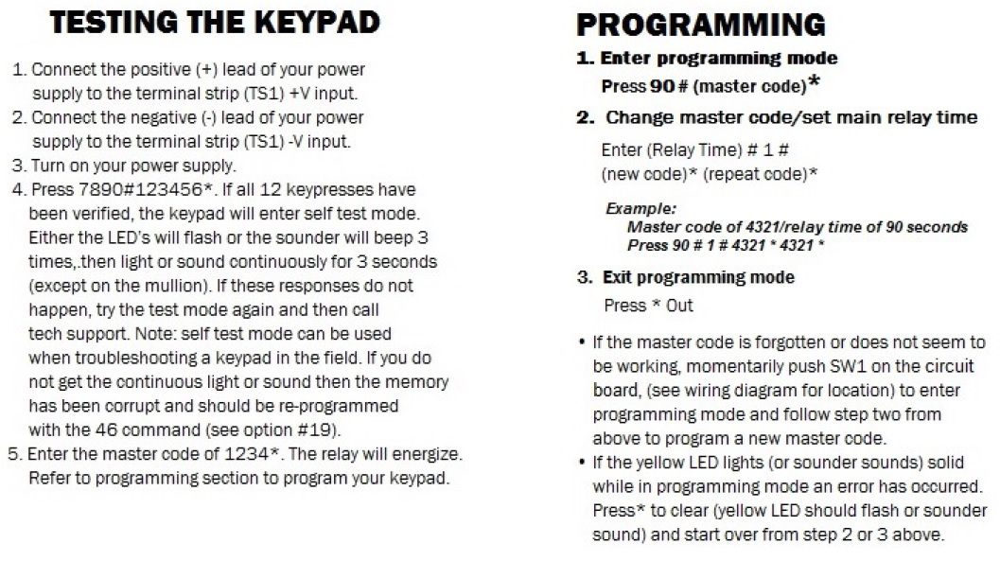 TESTING THE KEYPAD
1. Connect the positive (+) lead of your power
supply to the terminal strip (TS1) +V input.
2. Connect the negative (-) lead of your power
supply to the terminal strip (TS1) -V input.
3. Turn on your power supply.
4. Press 7890#123456*. If all 12 keypresses have
been verified, the keypad will enter self test mode.
Either the LED's will flash or the sounder will beep 3
times,.then light or sound continuously for 3 seconds
(except on the mullion). If these responses do not
happen, try the test mode again and then call
tech support. Note: self test mode can be used
when troubleshooting a keypad in the field. If you do
not get the continuous light or sound then the memory
has been corrupt and should be re-programmed
with the 46 command (see option #19).
5. Enter the master code of 1234*. The relay will energize.
Refer to programming section to program your keypad.
PROGRAMMING
1. Enter programming mode
Press 90 # (master code)*
2. Change master code/set main relay time
Enter (Relay Time) # 1 #
(new code)* (repeat code)*
Example:
Master code of 4321/relay time of 90 seconds
Press 90 # 1 # 4321 * 4321 *
3. Exit programming mode
Press * Out
• If the master code is forgotten or does not seem to
be working, momentarily push SW1 on the circuit
board, (see wiring diagram for location) to enter
programming mode and follow step two from
above to program a new master code.
• If the yellow LED lights (or sounder sounds) solid
while in programming mode an error has occurred.
Press* to clear (yellow LED should flash or sounder
sound) and start over from step 2 or 3 above.